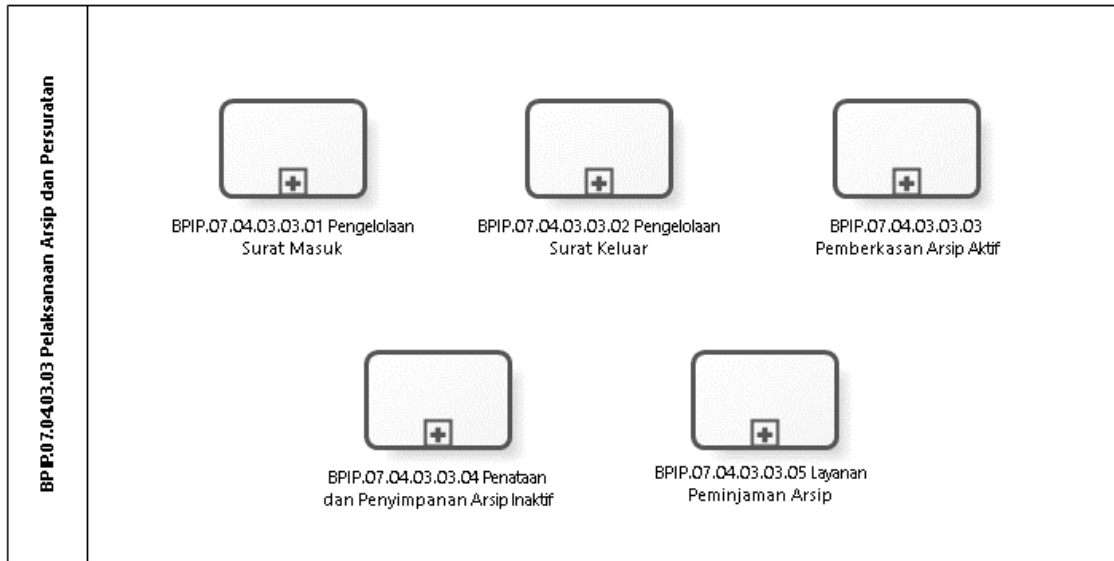 BPIP.07.04.03.03 Pelaksanaan Arsip dan Persuratan
BPIP.07.04.03.03.01 Pengelolaan
Surat Masuk
BPIP.07.04.03.03.02 Pengelolaan
Surat Keluar
BPIP.07.04.03.03.03
Pemberkasan Arsip Aktif
BPIP.07.04.03.03.04 Penataan
dan Penyimpanan Arsip Inaktif
BPIP.07.04.03.03.05 Layanan
Peminjaman Arsip